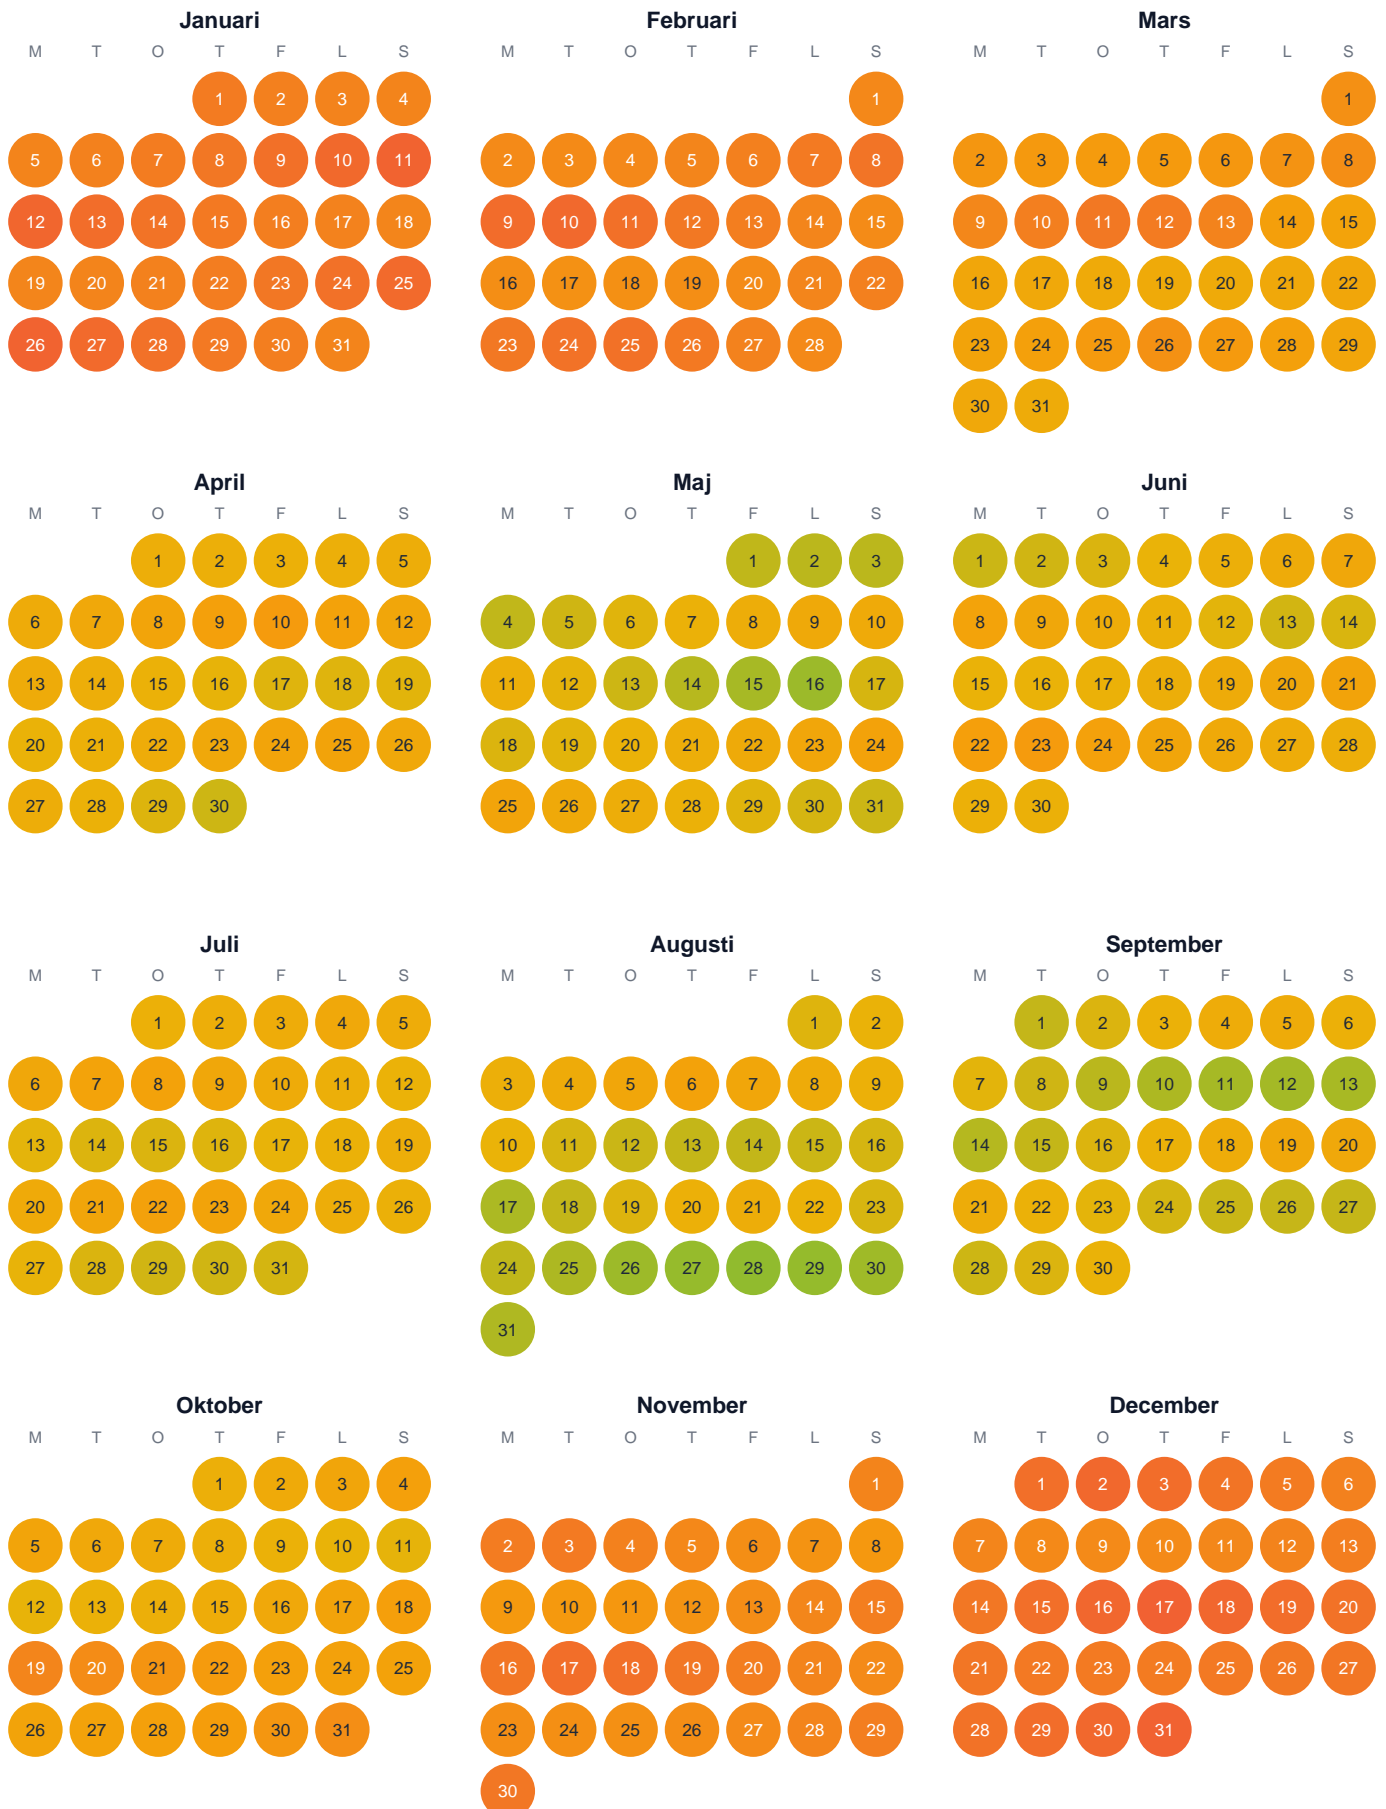 Januari Februari Mars
M T O T F L S M T O T F L S M T O T F L S
1 2 3 4 1 1
5 6 7 8 9 10 11 2 3 4 5 6 7 8 2 3 4 5 6 7 8
12 13 14 15 16 17 18 9 10 11 12 13 14 15 9 10 11 12 13 14 15
19 20 21 22 23 24 25 16 17 18 19 20 21 22 16 17 18 19 20 21 22
26 27 28 29 30 31 23 24 25 26 27 28 23 24 25 26 27 28 29
30 31
April Maj Juni
M T O T F L S M T O T F L S M T O T F L S
1 2 3 4 5 1 2 3 1 2 3 4 5 6 7
6 7 8 9 10 11 12 4 5 6 7 8 9 10 8 9 10 11 12 13 14
13 14 15 16 17 18 19 11 12 13 14 15 16 17 15 16 17 18 19 20 21
20 21 22 23 24 25 26 18 19 20 21 22 23 24 22 23 24 25 26 27 28
27 28 29 30 25 26 27 28 29 30 31 29 30
Juli Augusti September
M T O T F L S M T O T F L S M T O T F L S
1 2 3 4 5 1 2 1 2 3 4 5 6
6 7 8 9 10 11 12 3 4 5 6 7 8 9 7 8 9 10 11 12 13
13 14 15 16 17 18 19 10 11 12 13 14 15 16 14 15 16 17 18 19 20
20 21 22 23 24 25 26 17 18 19 20 21 22 23 21 22 23 24 25 26 27
27 28 29 30 31 24 25 26 27 28 29 30 28 29 30
31
Oktober November December
M T O T F L S M T O T F L S M T O T F L S
1 2 3 4 1 1 2 3 4 5 6
5 6 7 8 9 10 11 2 3 4 5 6 7 8 7 8 9 10 11 12 13
12 13 14 15 16 17 18 9 10 11 12 13 14 15 14 15 16 17 18 19 20
19 20 21 22 23 24 25 16 17 18 19 20 21 22 21 22 23 24 25 26 27
26 27 28 29 30 31 23 24 25 26 27 28 29 28 29 30 31
30